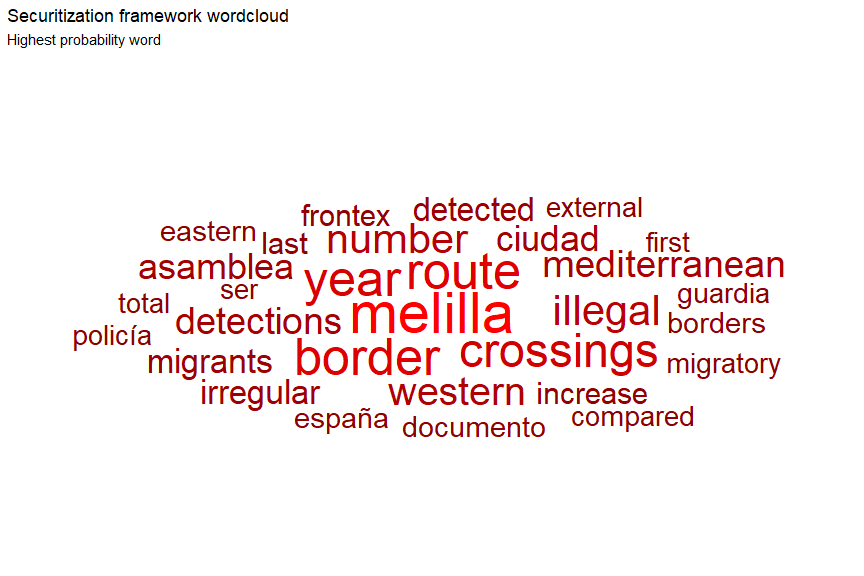 Securitization framework wordcloud
Highest probability word
frontex detected external
eastern last number ciudad first
asamblea year route mediterranean
total ser melilla illegal guardia
policía detections borders
migrants border crossings migratory
irregular western increase
españa documento compared